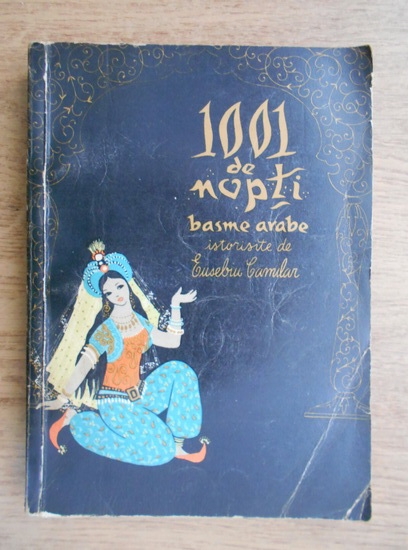 1001
de
nopți
basme arabe
istorisite de
Eusebiu Camilar